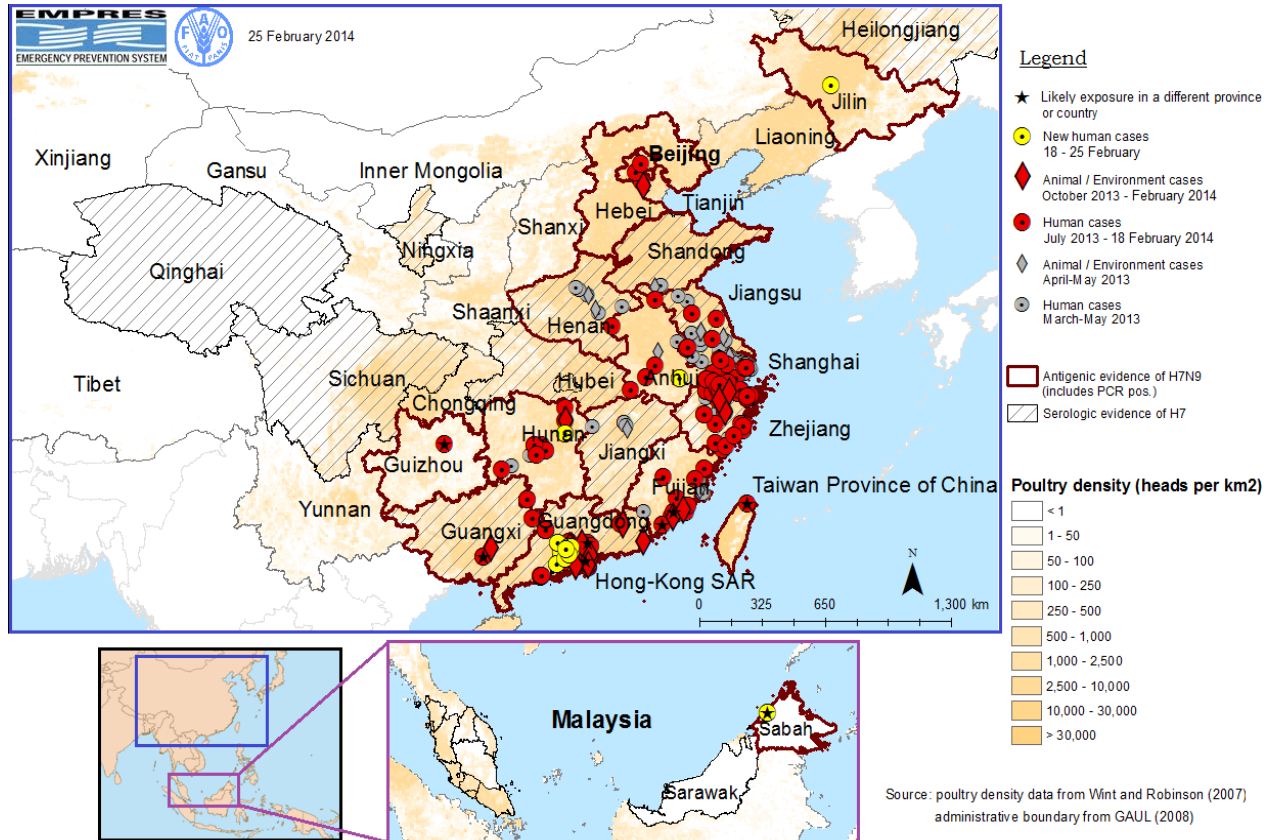 EMPRES
EMERGENCY PREVENTION SYSTEM
F A O
FIAT PANIS
25 February 2014
Heilongjiang
Jilin
Liaoning
Xinjiang
Gansu
Inner Mongolia
Beijing
Tianjin
Hebei
Shanxi
Ningxia
Shandong
Qinghai
Jiangsu
Shaanxi
Henan
Shanghai
Tibet
Sichuan
Hubei
Anhui
Chongqing
Zhejiang
Hunan
Jiangxi
Guizhou
Fujian
Taiwan Province of China
Yunnan
Guangxi
Guangdong
Hong-Kong SAR
N
0 325 650 1,300 km
Legend
Likely exposure in a different province
or country
New human cases
18 - 25 February
Animal / Environment cases
October 2013 - February 2014
Human cases
July 2013 - 18 February 2014
Animal / Environment cases
April-May 2013
Human cases
March-May 2013
Antigenic evidence of H7N9
(includes PCR pos.)
Serologic evidence of H7
Poultry density (heads per km2)
< 1
1 - 50
50 - 100
100 - 250
250 - 500
500 - 1,000
1,000 - 2,500
2,500 - 10,000
10,000 - 30,000
> 30,000
Malaysia
Sabah
Sarawak
Source: poultry density data from Wint and Robinson (2007)
administrative boundary from GAUL (2008)